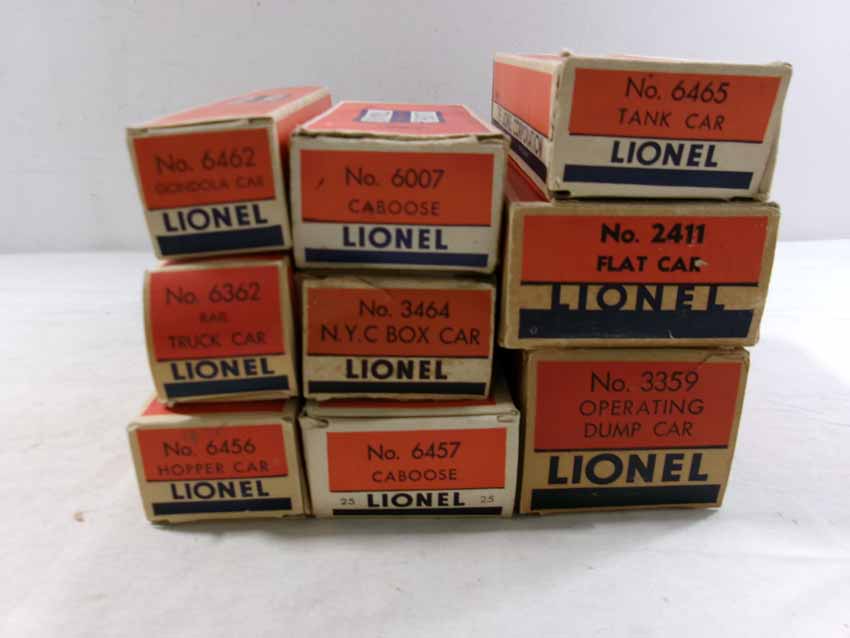 No. 6462
GONDOLA CAR
LIONEL
No. 6007
CABOOSE
LIONEL
No. 6465
TANK CAR
LIONEL
No. 6362
RAIL
TRUCK CAR
LIONEL
No. 3464
N.Y.C BOX CAR
LIONEL
No. 2411
FLAT CAR
LIONEL
No. 6456
HOPPER CAR
LIONEL
No. 6457
CABOOSE
25 LIONEL 25
No. 3359
OPERATING
DUMP CAR
LIONEL